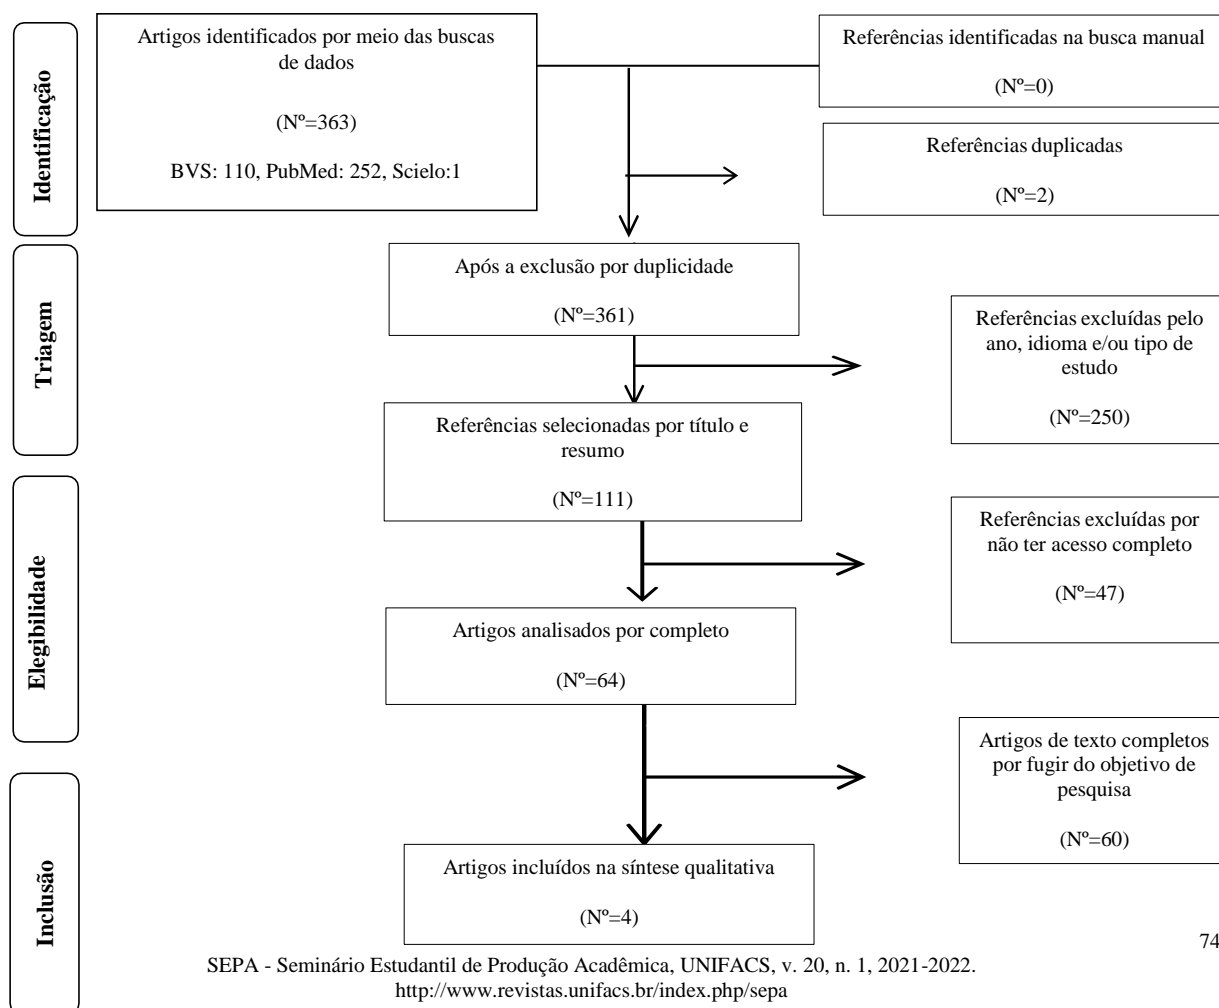 Identificação
Artigos identificados por meio das buscas
de dados
(Nº=363)
BVS: 110, PubMed: 252, Scielo:1
Referências identificadas na busca manual
(Nº=0)
Referências duplicadas
(Nº=2)
Triagem
Após a exclusão por duplicidade
(Nº=361)
Referências excluídas pelo
ano, idioma e/ou tipo de
estudo
(Nº=250)
Referências selecionadas por título e
resumo
(Nº=111)
Elegibilidade
Referências excluídas por
não ter acesso completo
(Nº=47)
Artigos analisados por completo
(Nº=64)
Artigos de texto completos
por fugir do objetivo de
pesquisa
(Nº=60)
Inclusão
Artigos incluídos na síntese qualitativa
(Nº=4)
74
SEPA - Seminário Estudantil de Produção Acadêmica, UNIFACS, v. 20, n. 1, 2021-2022.
http://www.revistas.unifacs.br/index.php/sepa